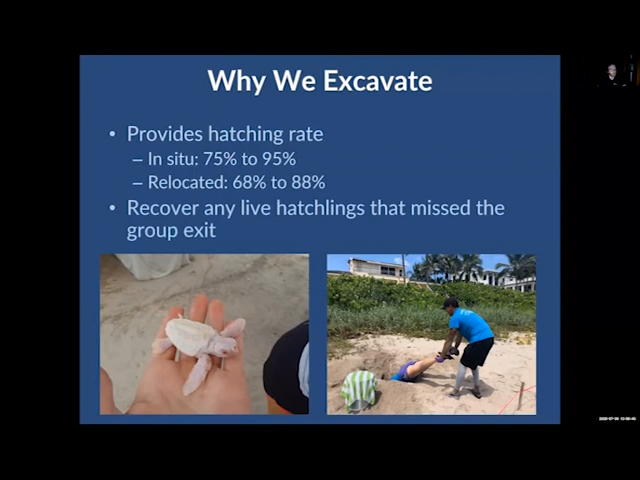 Why We Excavate
• Provides hatching rate
– In situ: 75% to 95%
– Relocated: 68% to 88%
• Recover any live hatchlings that missed the
group exit